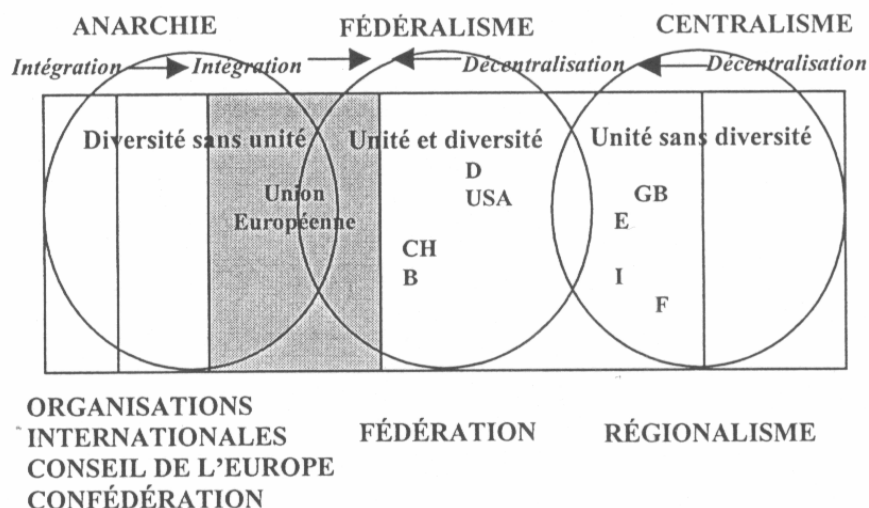 ANARCHIE FÉDÉRALISME CENTRALISME
Intégration Intégration Décentralisation Décentralisation
Diversité sans unité Unité et diversité Unité sans diversité
D
Union USA GB
Européenne E
CH
B I
F
ORGANISATIONS
INTERNATIONALES FÉDÉRATION RÉGIONALISME
CONSEIL DE L'EUROPE
CONFÉDÉRATION